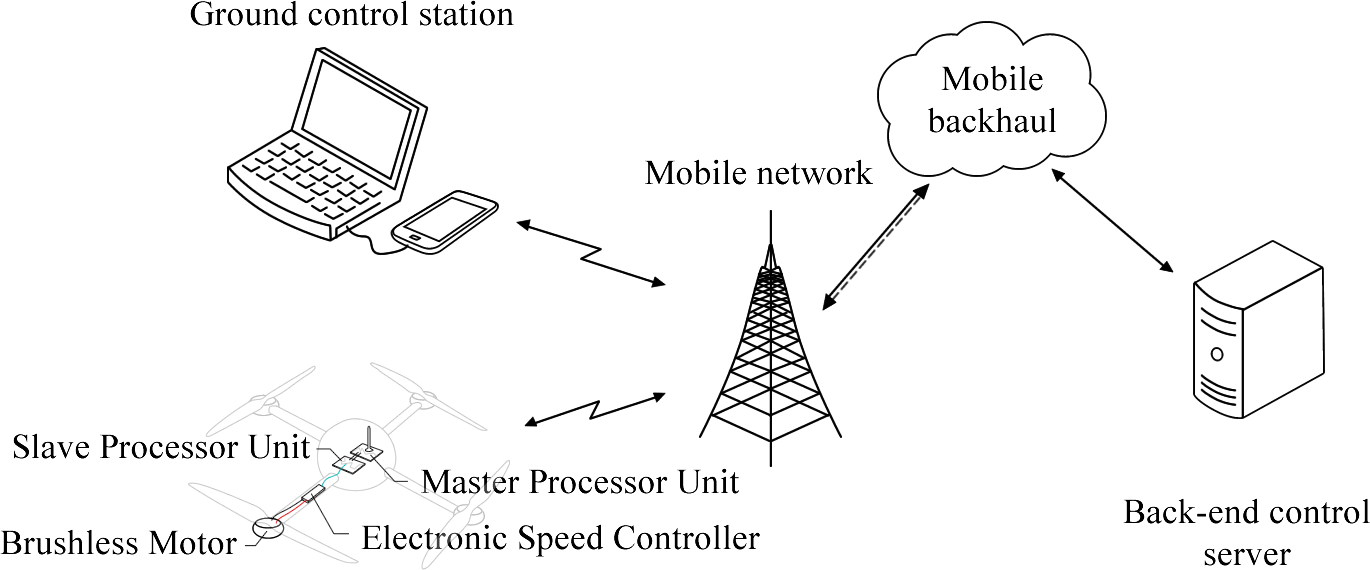 Ground control station
Mobile
backhaul
Mobile network
Slave Processor Unit
Master Processor Unit
Electronic Speed Controller
Brushless Motor
Back-end control
server